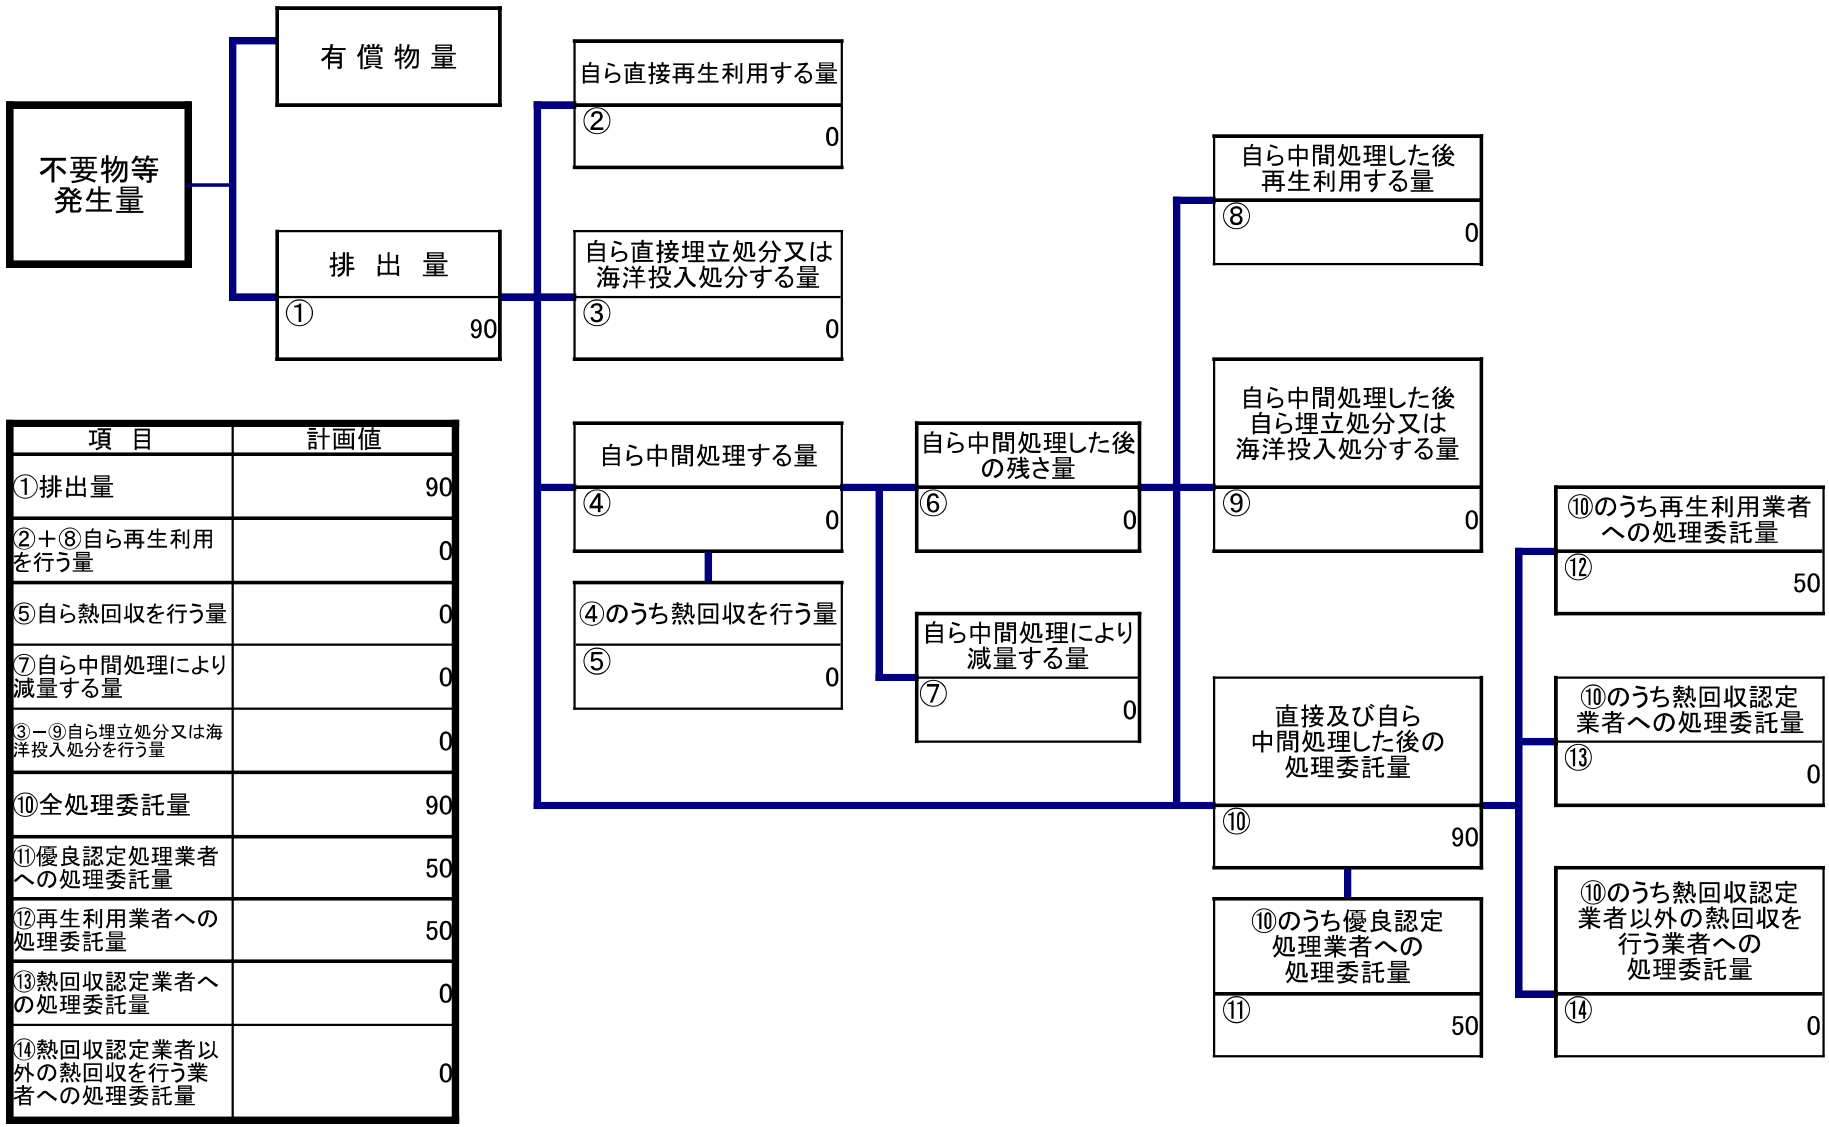 有償物量
不要物等
発生量
排出量
①
90
自ら直接再生利用する量
②
0
自ら直接埋立処分又は
海洋投入処分する量
③
0
自ら中間処理する量
④
0
④のうち熱回収を行う量
⑤
0
自ら中間処理した後
の残さ量
⑥
0
自ら中間処理により
減量する量
⑦
0
自ら中間処理した後
再生利用する量
⑧
0
自ら中間処理した後
自ら埋立処分又は
海洋投入処分する量
⑨
0
直接及び自ら
中間処理した後の
処理委託量
⑩
90
⑩のうち優良認定
処理業者への
処理委託量
⑪
50
⑩のうち再生利用業者
への処理委託量
⑫
50
⑩のうち熱回収認定
業者への処理委託量
⑬
0
⑩のうち熱回収認定
業者以外の熱回収を
行う業者への
処理委託量
⑭
0
項目 計画値
①排出量 90
②＋⑧自ら再生利用
を行う量 0
⑤自ら熱回収を行う量 0
⑦自ら中間処理により
減量する量 0
③－⑨自ら埋立処分又は海
洋投入処分を行う量 0
⑩全処理委託量 90
⑪優良認定処理業者
への処理委託量 50
⑫再生利用業者への
処理委託量 50
⑬熱回収認定業者へ
の処理委託量 0
⑭熱回収認定業者以
外の熱回収を行う業
者への処理委託量 0